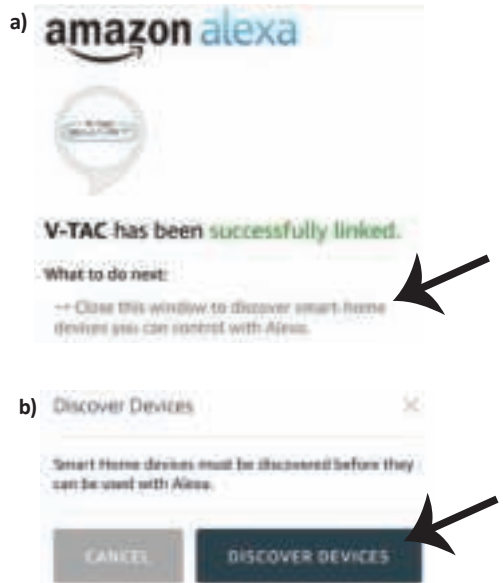 a)
amazon alexa
V-TAC has been successfully linked.
What to do next:
→ Close this window to discover smart-home
devices you can control with Alexa.
b) Discover Devices ×
Smart Home devices must be discovered before they
can be used with Alexa.
CANCEL DISCOVER DEVICES